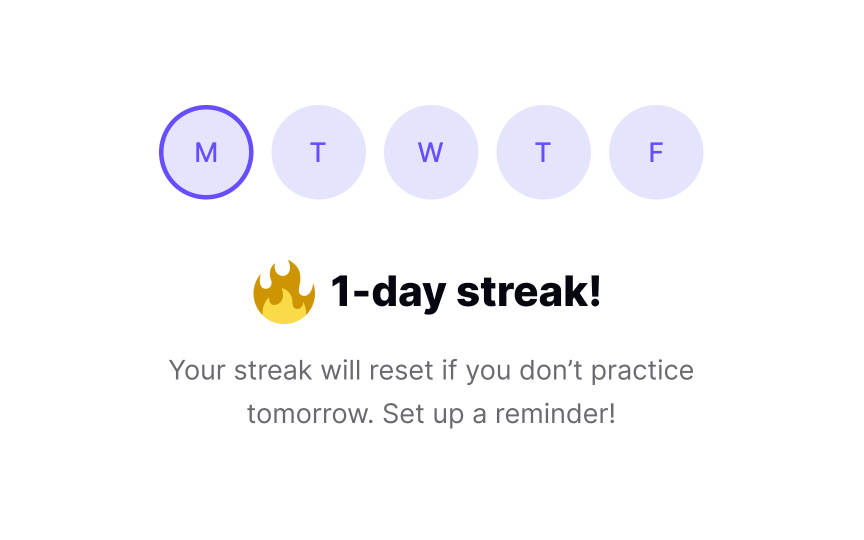 M T W T F
1-day streak!
Your streak will reset if you don’t practice
tomorrow. Set up a reminder!